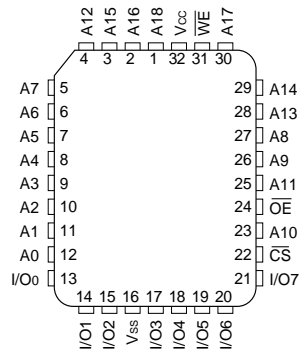 A12 A15 A16 A18 Vcc W̅E̅ A17
4 3 2 1 32 31 30
A7 5 29 A14
A6 6 28 A13
A5 7 27 A8
A4 8 26 A9
A3 9 25 A11
A2 10 24 O̅E̅
A1 11 23 A10
A0 12 22 C̅S̅
I/O0 13 21 I/O7
14 15 16 17 18 19 20
I/O1 I/O2 Vss I/O3 I/O4 I/O5 I/O6